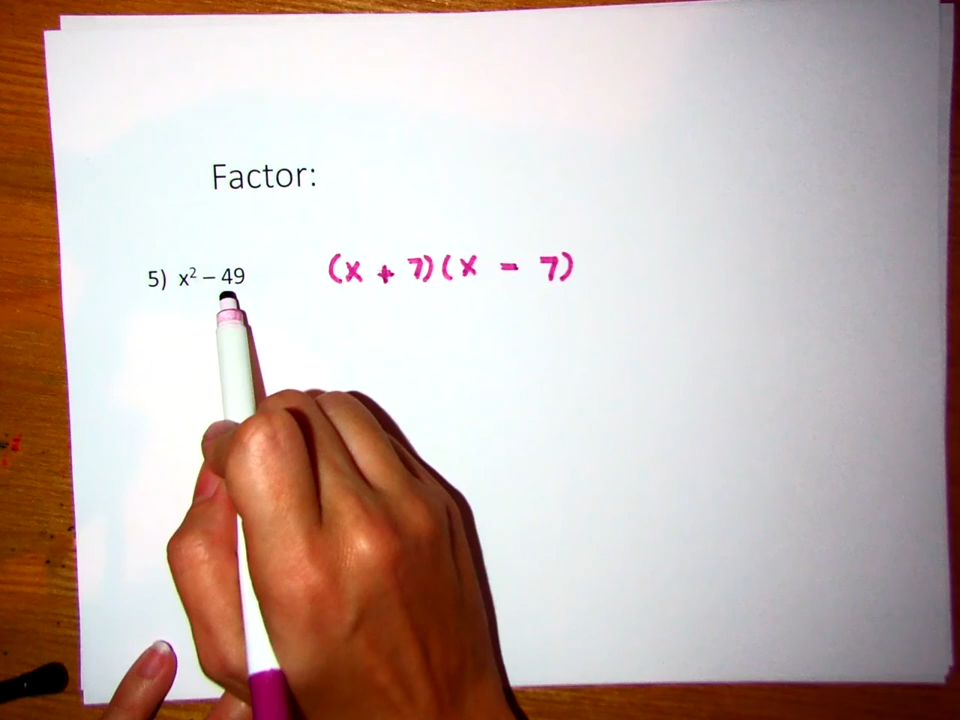 Factor:
5) x² – 49 (x + 7)(x - 7)